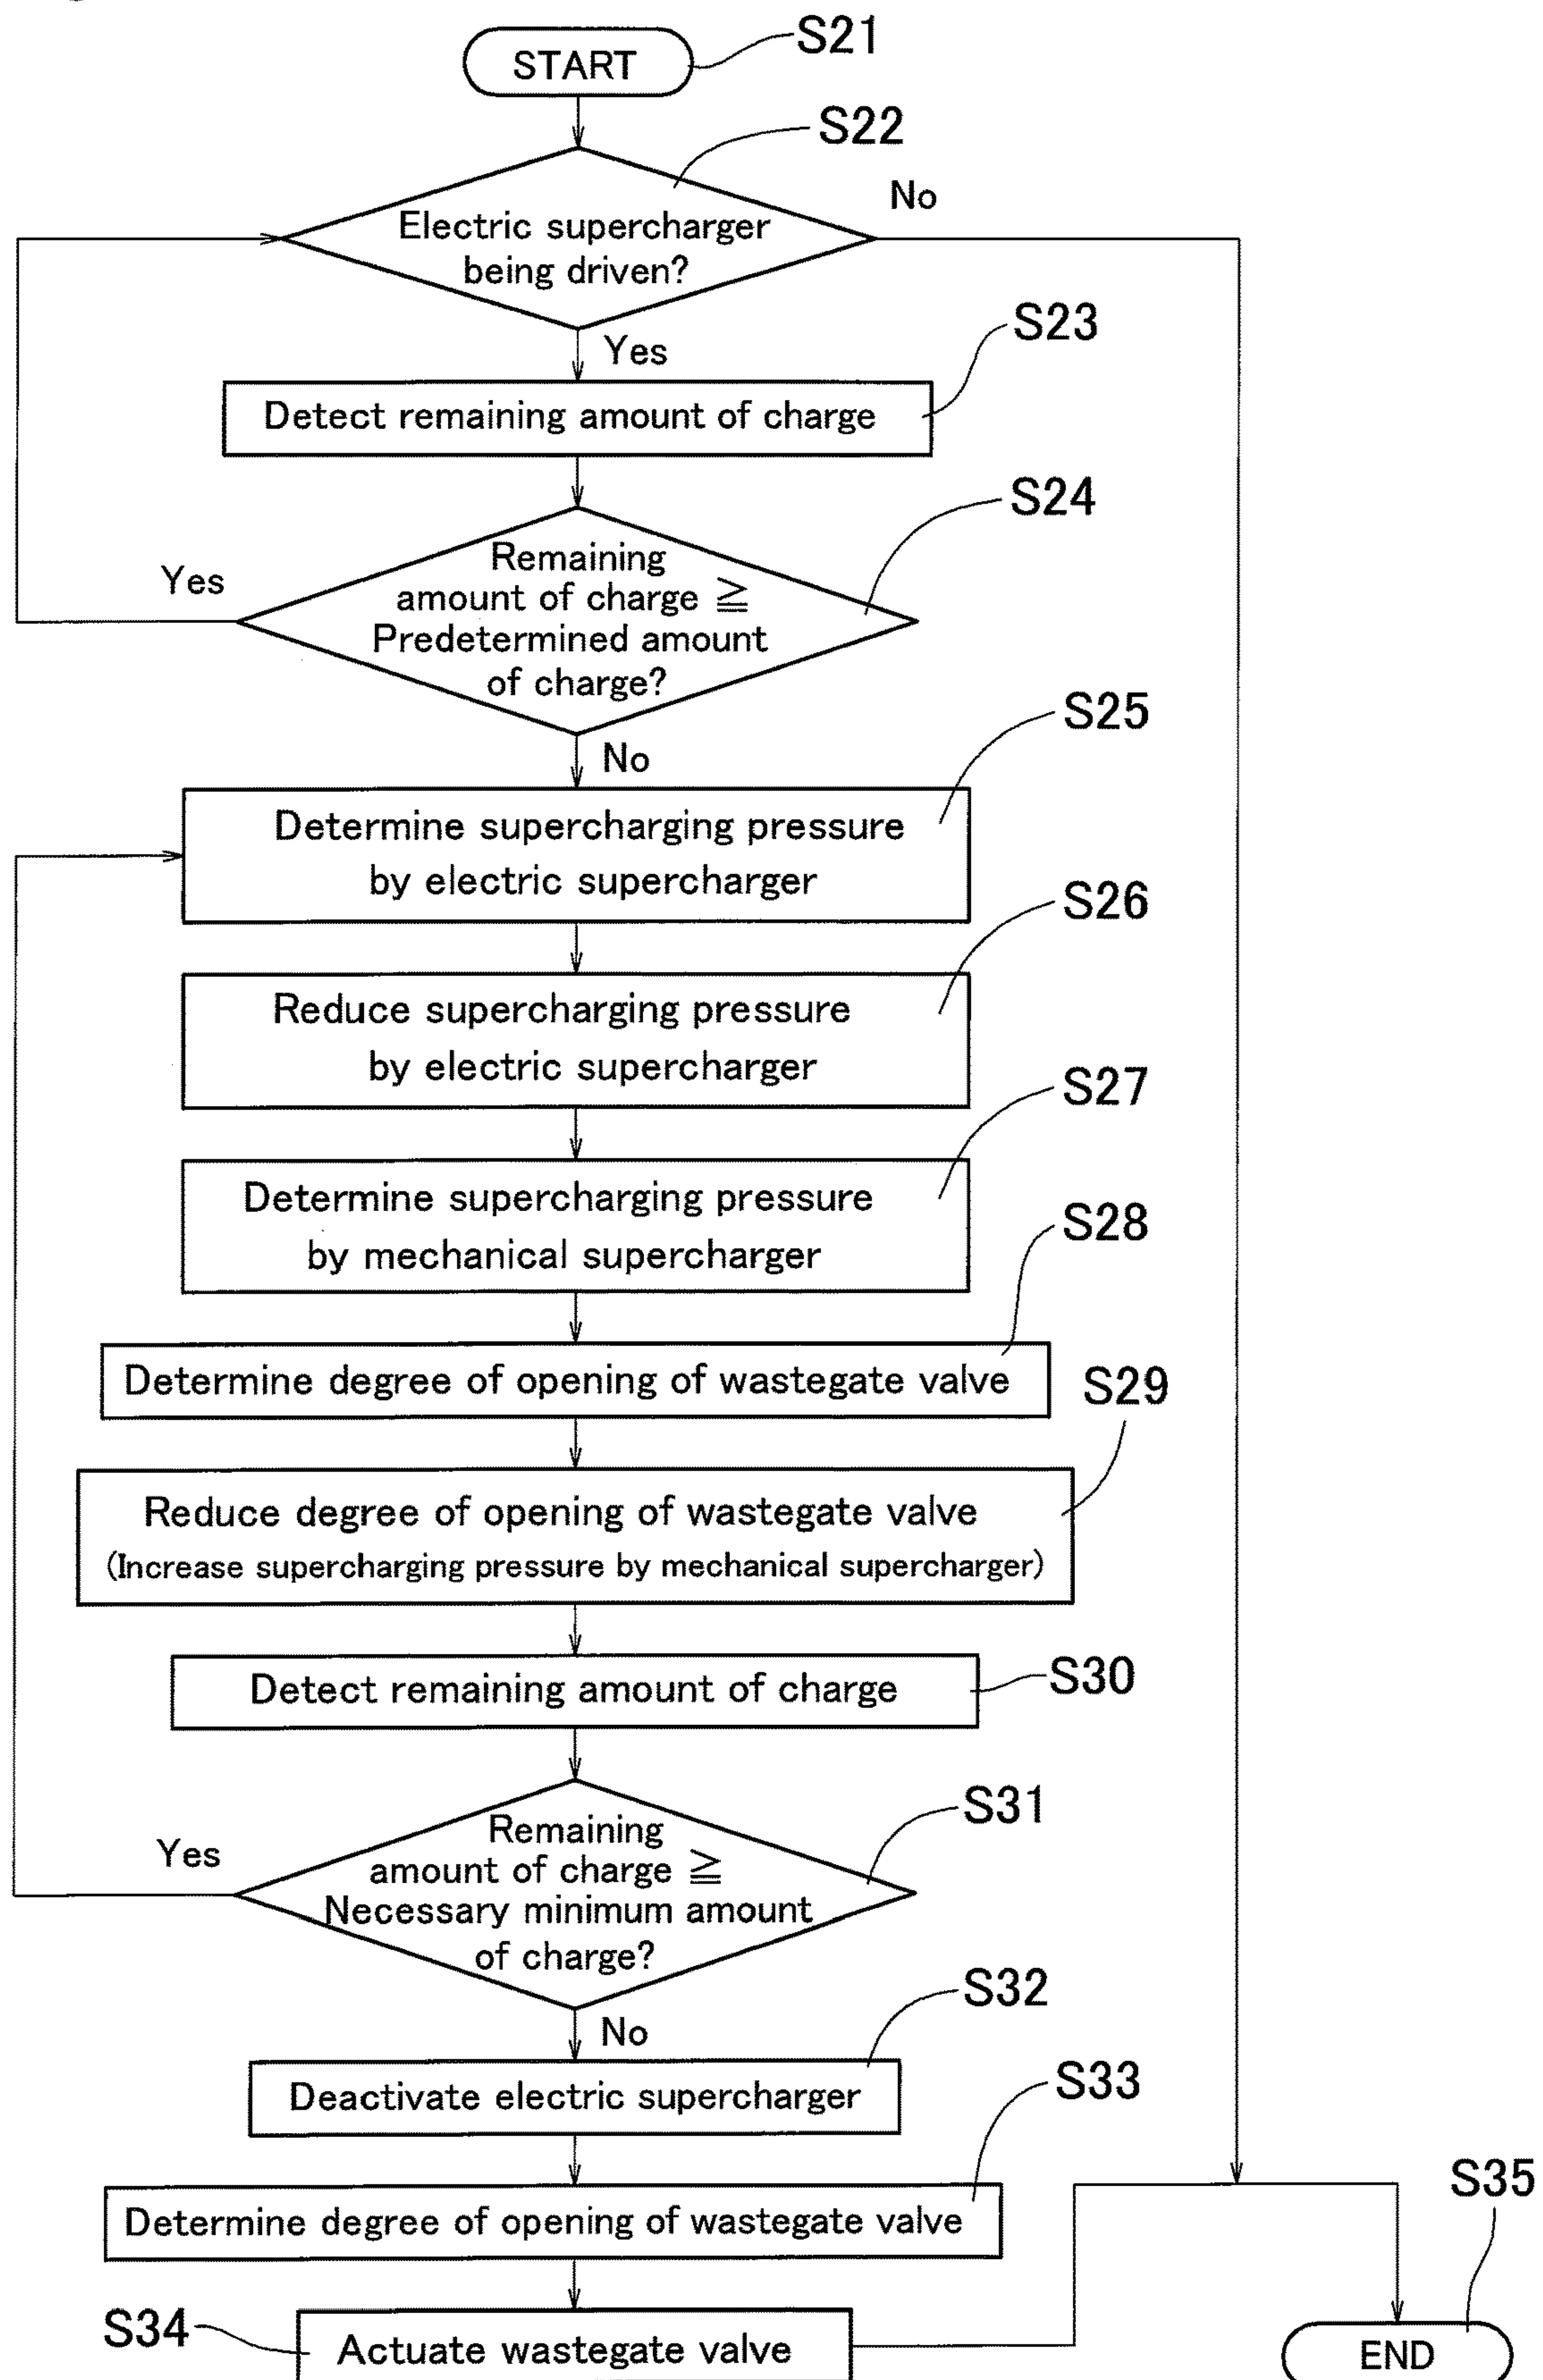 START
S21
S22
Electric supercharger
being driven?
No
Yes
S23
Detect remaining amount of charge
S24
Remaining
amount of charge ≧
Predetermined amount
of charge?
Yes
No
S25
Determine supercharging pressure
by electric supercharger
S26
Reduce supercharging pressure
by electric supercharger
S27
Determine supercharging pressure
by mechanical supercharger
S28
Determine degree of opening of wastegate valve
S29
Reduce degree of opening of wastegate valve
(Increase supercharging pressure by mechanical supercharger)
S30
Detect remaining amount of charge
S31
Remaining
amount of charge ≧
Necessary minimum amount
of charge?
Yes
No
S32
Deactivate electric supercharger
S33
Determine degree of opening of wastegate valve
S34
Actuate wastegate valve
S35
END